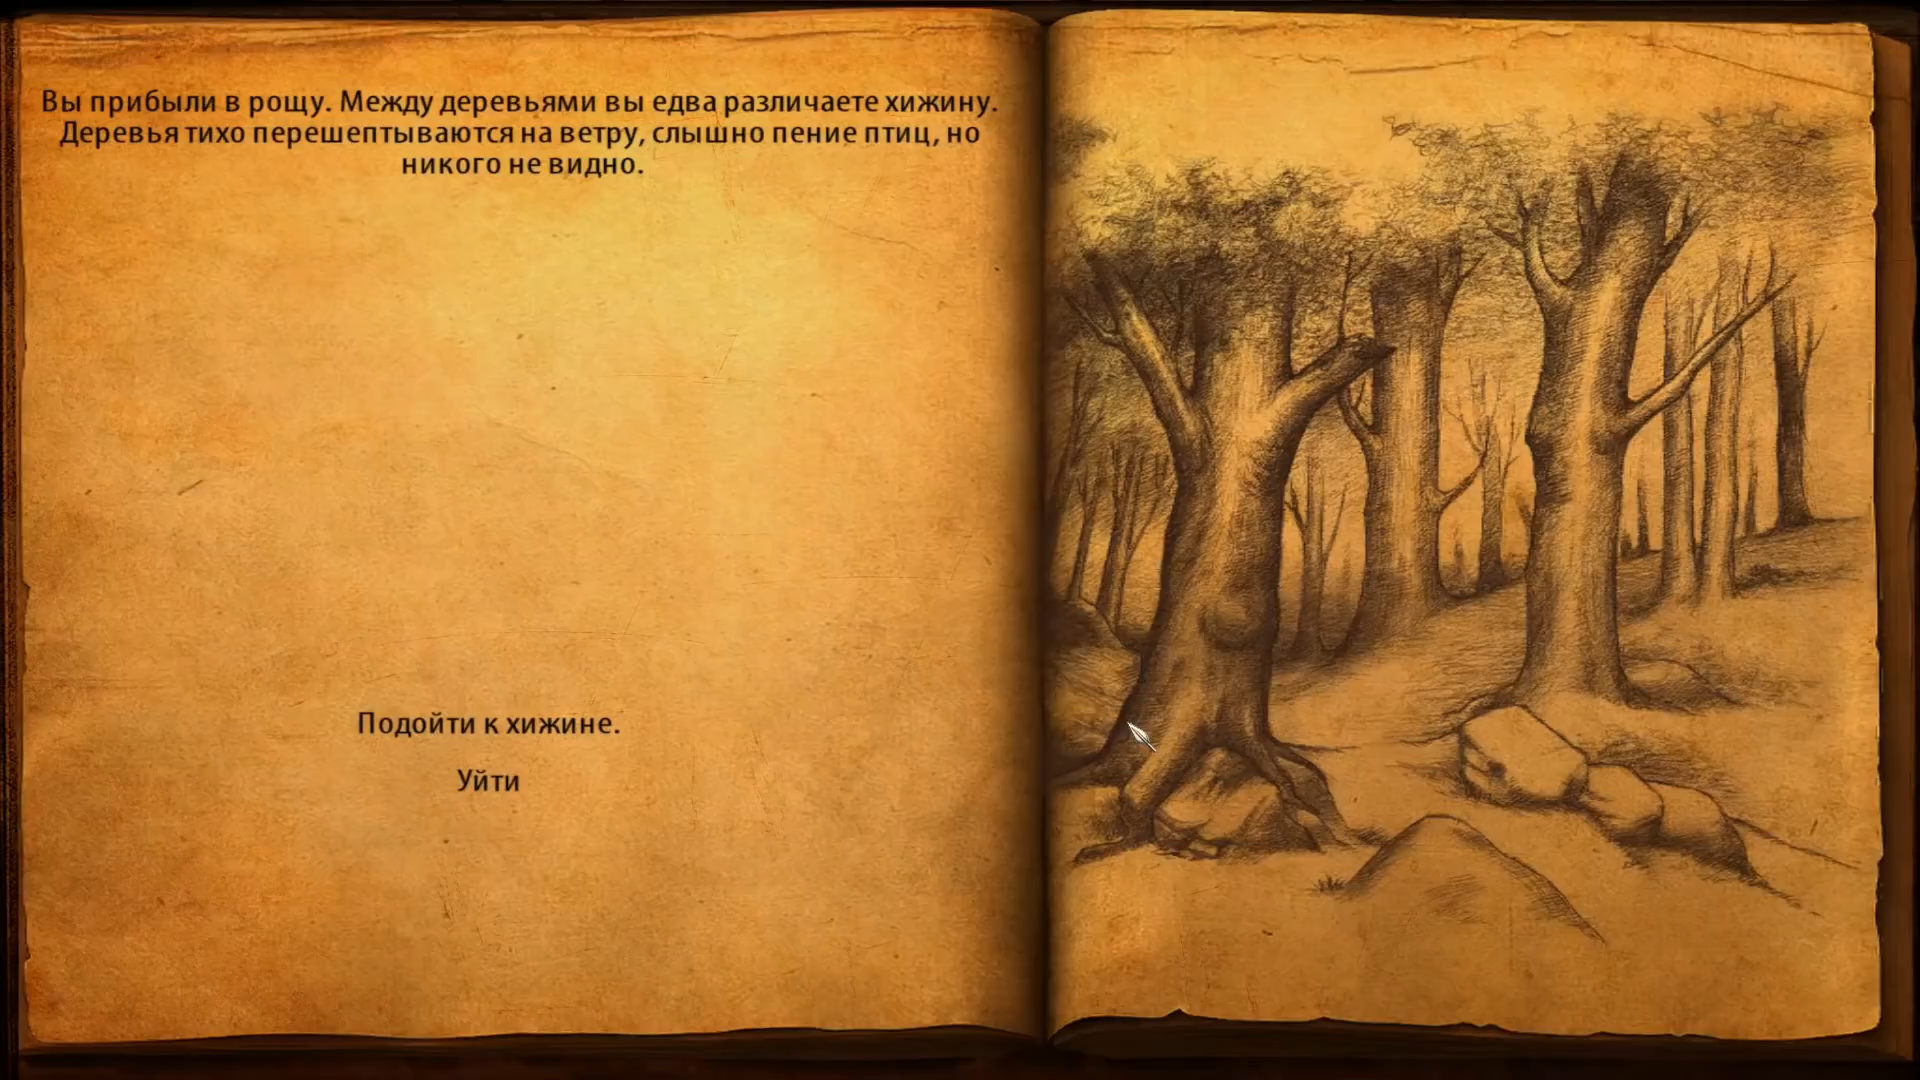 Вы прибыли в рощу. Между деревьями вы едва различаете хижину.
Деревья тихо перешептываются на ветру, слышно пение птиц, но
никого не видно.
Подойти к хижине.
Уйти